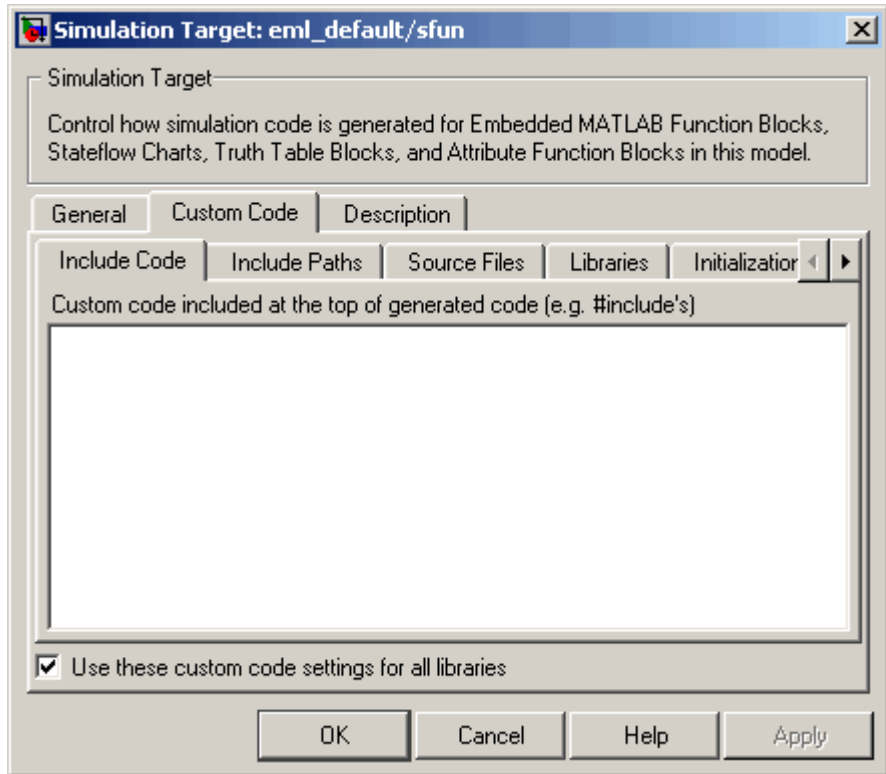 Simulation Target: eml_default/sfun
Simulation Target
Control how simulation code is generated for Embedded MATLAB Function Blocks,
Stateflow Charts, Truth Table Blocks, and Attribute Function Blocks in this model.
General Custom Code Description
Include Code Include Paths Source Files Libraries Initialization
Custom code included at the top of generated code (e.g. #include's)
Use these custom code settings for all libraries
OK Cancel Help Apply